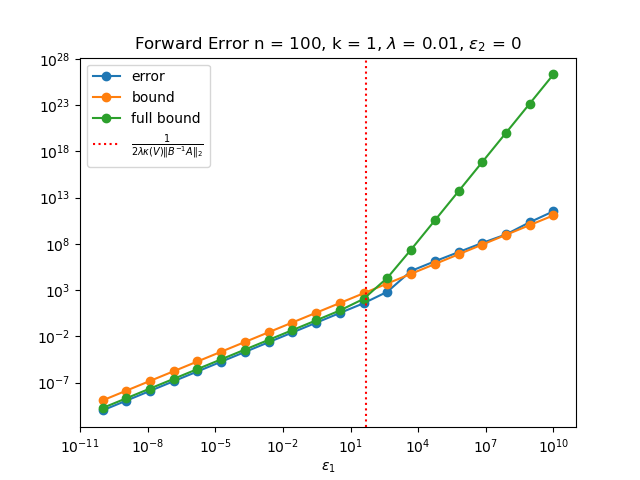 Forward Error n = 100, k = 1, λ = 0.01, ε₂ = 0
10²⁸
10²³
10¹⁸
10¹³
10⁸
10³
10⁻²
10⁻⁷
error
bound
full bound
1
2λκ(V)‖B⁻¹A‖₂
10⁻¹¹ 10⁻⁸ 10⁻⁵ 10⁻² 10¹ 10⁴ 10⁷ 10¹⁰
ε₁